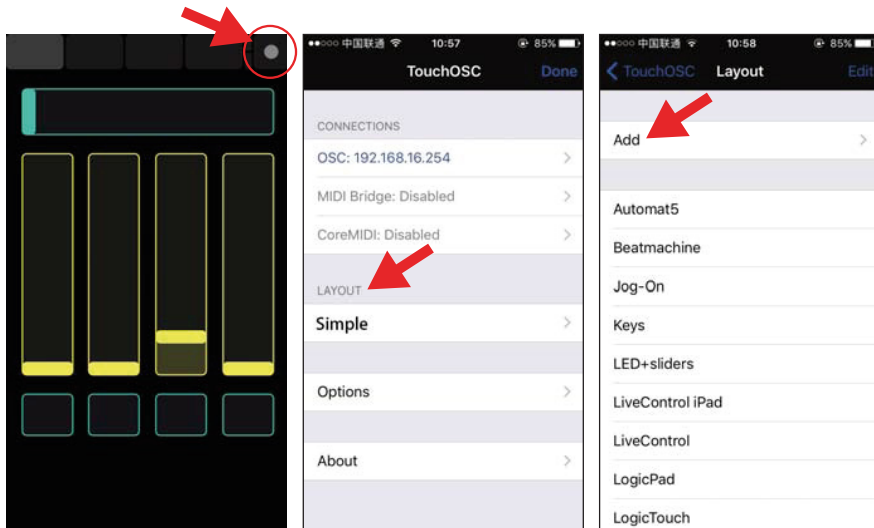 中国联通 10:57 85%
TouchOSC Done
CONNECTIONS
OSC: 192.168.16.254
MIDI Bridge: Disabled
CoreMIDI: Disabled
LAYOUT
Simple
Options
About
中国联通 10:58 85%
TouchOSC Layout Edit
Add
Automat5
Beatmachine
Jog-On
Keys
LED+sliders
LiveControl iPad
LiveControl
LogicPad
LogicTouch